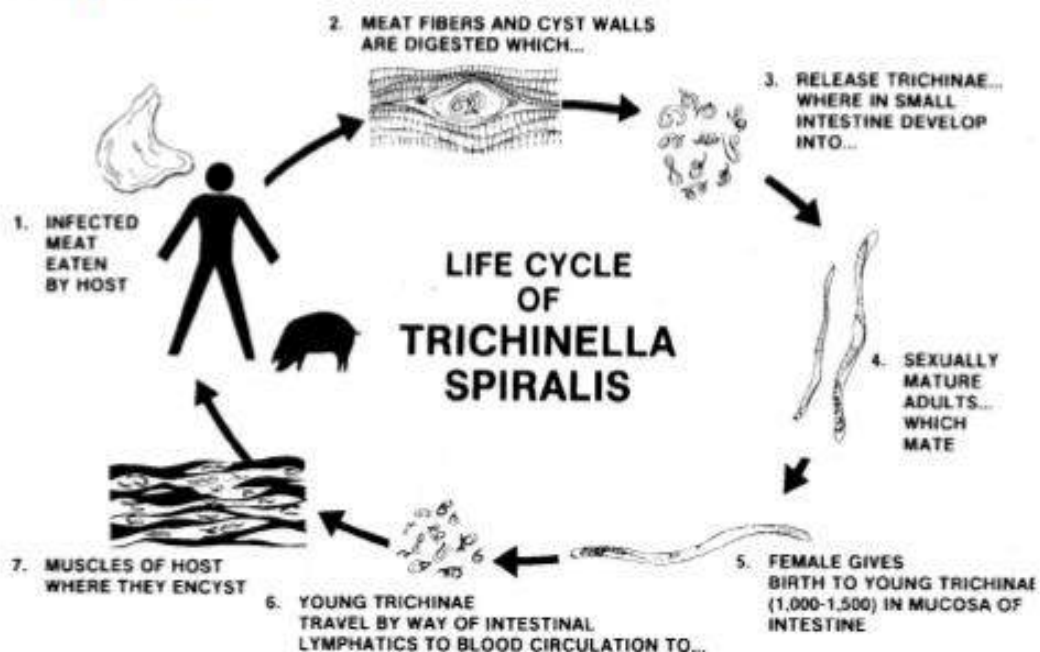 2. MEAT FIBERS AND CYST WALLS
ARE DIGESTED WHICH...
3. RELEASE TRICHINAE...
WHERE IN SMALL
INTESTINE DEVELOP
INTO...
1. INFECTED
MEAT
EATEN
BY HOST
LIFE CYCLE
OF
TRICHINELLA
SPIRALIS
4. SEXUALLY
MATURE
ADULTS...
WHICH
MATE
5. FEMALE GIVES
BIRTH TO YOUNG TRICHINAE
(1,000-1,500) IN MUCOSA OF
INTESTINE
6. YOUNG TRICHINAE
TRAVEL BY WAY OF INTESTINAL
LYMPHATICS TO BLOOD CIRCULATION TO...
7. MUSCLES OF HOST
WHERE THEY ENCYST